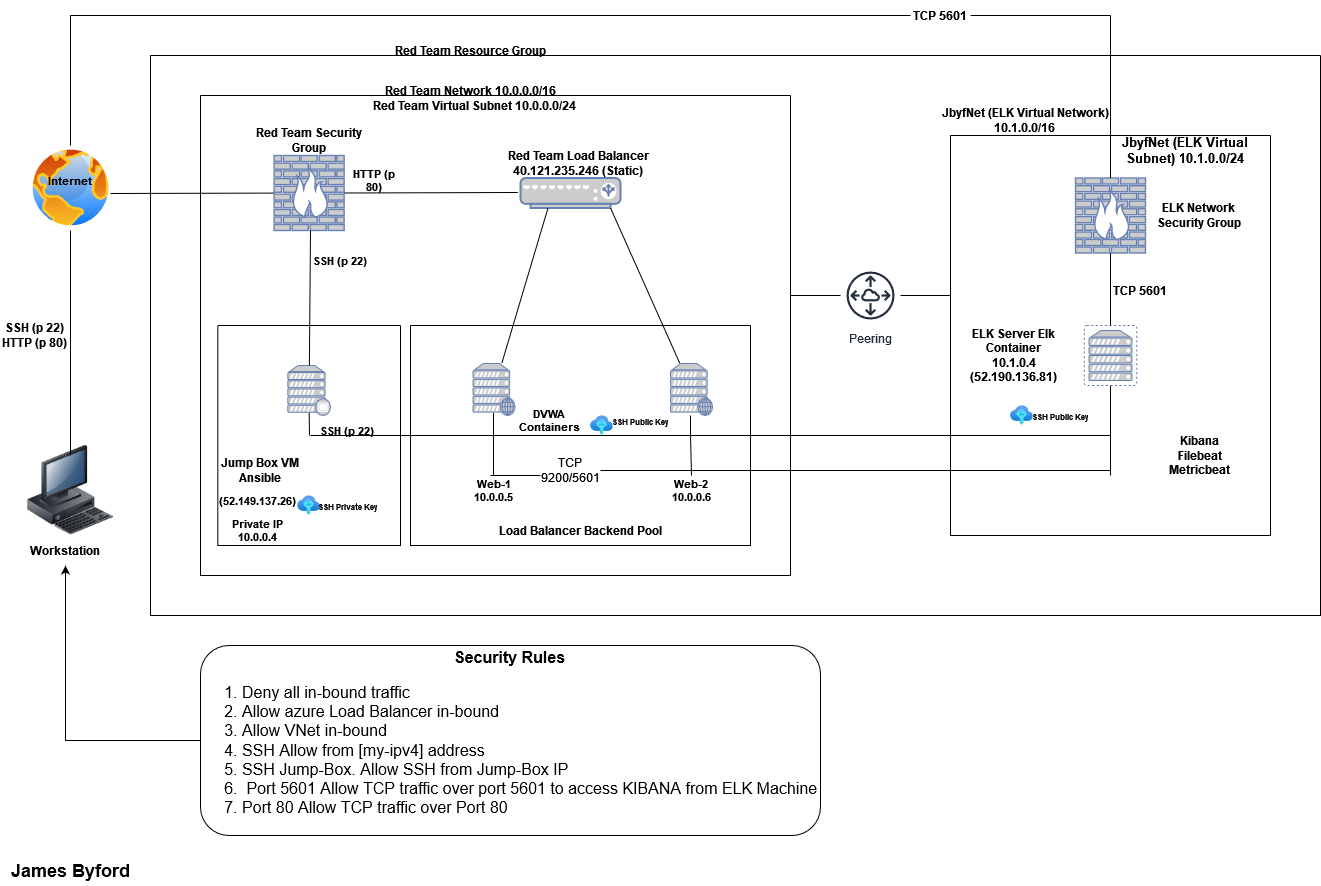 TCP 5601
Red Team Resource Group
Red Team Network 10.0.0.0/16
Red Team Virtual Subnet 10.0.0.0/24
JbyfNet (ELK Virtual Network)
10.1.0.0/16
JbyfNet (ELK Virtual
Subnet) 10.1.0.0/24
Red Team Security
Group
Red Team Load Balancer
40.121.235.246 (Static)
HTTP (p
80)
Internet
ELK Network
Security Group
SSH (p 22)
TCP 5601
SSH (p 22)
HTTP (p 80)
Peering
ELK Server Elk
Container
10.1.0.4
(52.190.136.81)
DVWA
Containers
SSH Public Key
SSH Public Key
SSH (p 22)
Kibana
Filebeat
Metricbeat
Jump Box VM
Ansible
(52.149.137.26)
SSH Private Key
Private IP
10.0.0.4
TCP
9200/5601
Web-1
10.0.0.5
Web-2
10.0.0.6
Load Balancer Backend Pool
Workstation
Security Rules
1. Deny all in-bound traffic
2. Allow azure Load Balancer in-bound
3. Allow VNet in-bound
4. SSH Allow from [my-ipv4] address
5. SSH Jump-Box. Allow SSH from Jump-Box IP
6. Port 5601 Allow TCP traffic over port 5601 to access KIBANA from ELK Machine
7. Port 80 Allow TCP traffic over Port 80
James Byford